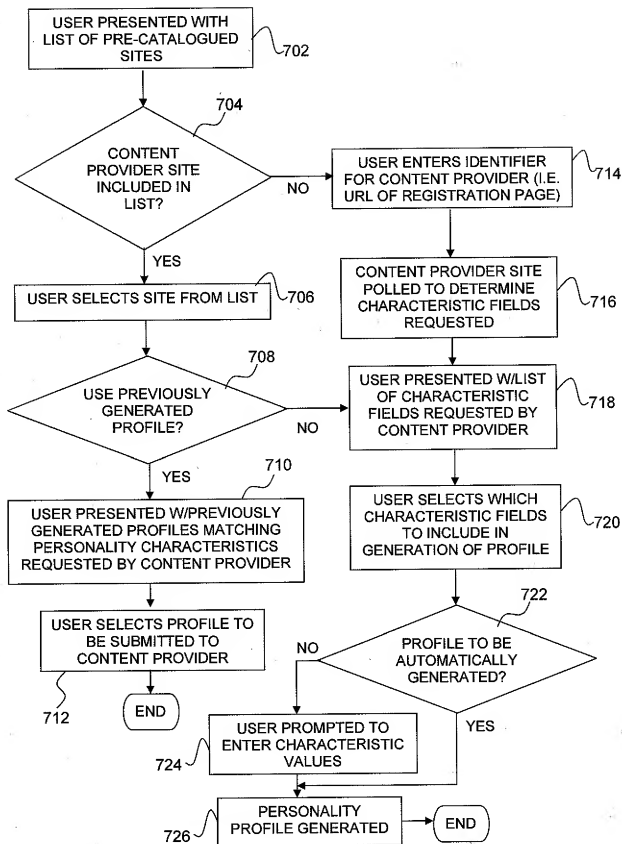 USER PRESENTED WITH
LIST OF PRE-CATALOGUED
SITES
702
704
CONTENT
PROVIDER SITE
INCLUDED IN
LIST?
NO
YES
USER ENTERS IDENTIFIER
FOR CONTENT PROVIDER (I.E.
URL OF REGISTRATION PAGE)
714
USER SELECTS SITE FROM LIST
706
CONTENT PROVIDER SITE
POLLED TO DETERMINE
CHARACTERISTIC FIELDS
REQUESTED
716
708
USE PREVIOUSLY
GENERATED
PROFILE?
NO
YES
USER PRESENTED W/LIST
OF CHARACTERISTIC
FIELDS REQUESTED BY
CONTENT PROVIDER
718
710
USER PRESENTED W/PREVIOUSLY
GENERATED PROFILES MATCHING
PERSONALITY CHARACTERISTICS
REQUESTED BY CONTENT PROVIDER
USER SELECTS WHICH
CHARACTERISTIC FIELDS
TO INCLUDE IN
GENERATION OF PROFILE
720
USER SELECTS PROFILE TO
BE SUBMITTED TO
CONTENT PROVIDER
712
END
722
PROFILE TO BE
AUTOMATICALLY
GENERATED?
NO
YES
USER PROMPTED TO
ENTER CHARACTERISTIC
VALUES
724
PERSONALITY
PROFILE GENERATED
726
END